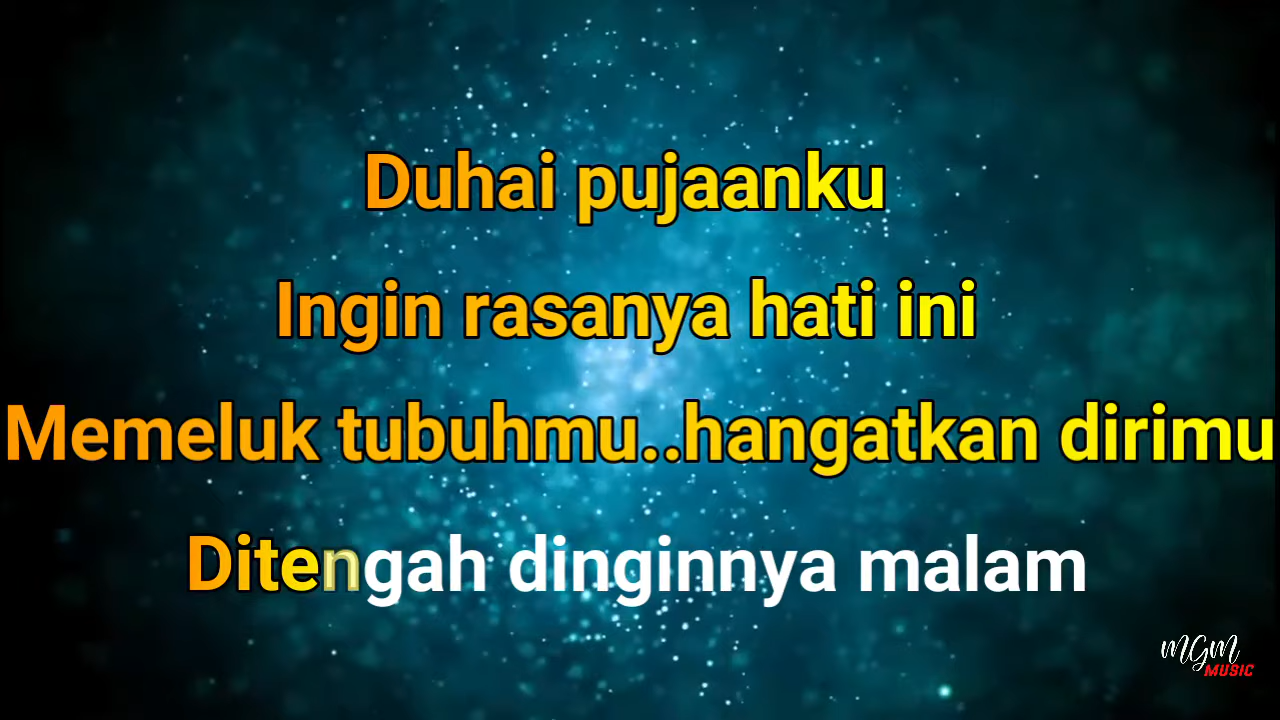 Duhai pujaanku
Ingin rasanya hati ini
Memeluk tubuhmu..hangatkan dirimu
Ditengah dinginnya malam
MGM
MUSIC